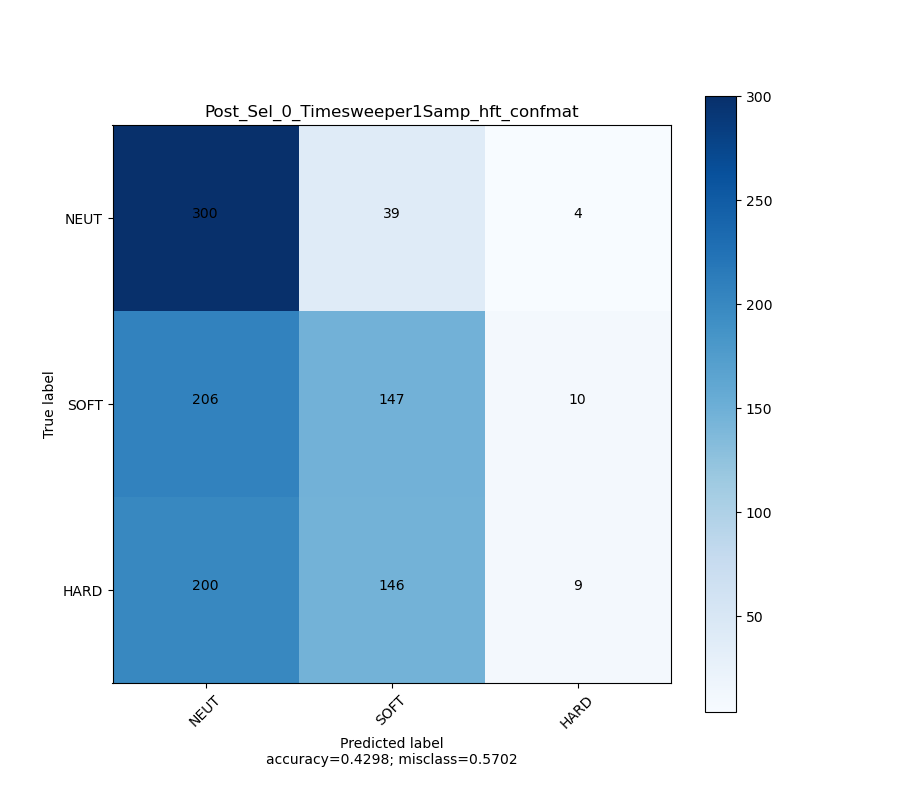 Post_Sel_0_Timesweeper1Samp_hft_confmat
NEUT 300 39 4
SOFT 206 147 10
HARD 200 146 9
True label
NEUT SOFT HARD
Predicted label
accuracy=0.4298; misclass=0.5702
300
250
200
150
100
50